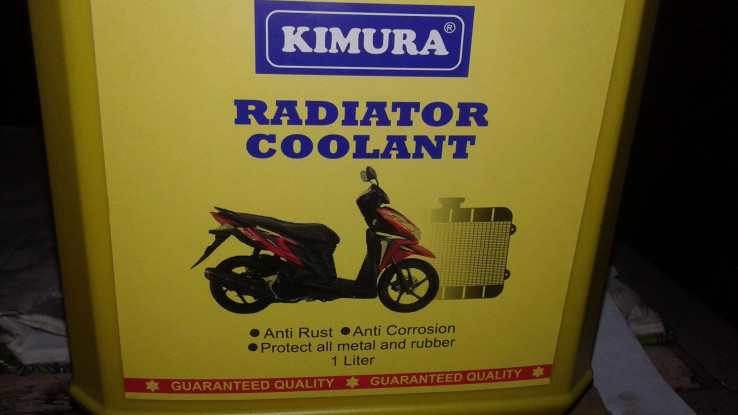 KIMURA®
RADIATOR
COOLANT
● Anti Rust ● Anti Corrosion
● Protect all metal and rubber
1 Liter
GUARANTEED QUALITY ★ GUARANTEED QUALITY